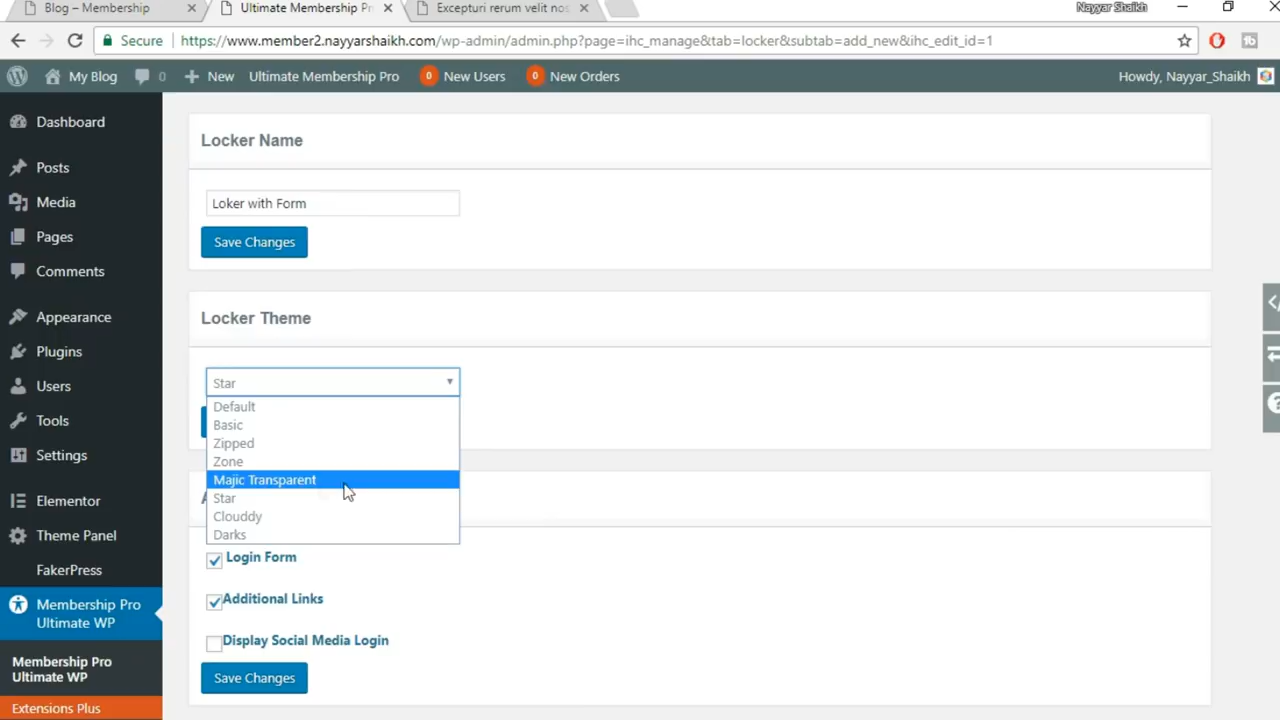 Blog – Membership
Ultimate Membership Pr
Excepturi rerum velit nos
Nayyar Shaikh
Secure
https://www.member2.nayyarshaikh.com/wp-admin/admin.php?page=ihc_manage&tab=locker&subtab=add_new&ihc_edit_id=1
My Blog
0
New
Ultimate Membership Pro
0 New Users
0 New Orders
Howdy, Nayyar_Shaikh
Dashboard
Posts
Media
Pages
Comments
Appearance
Plugins
Users
Tools
Settings
Elementor
Theme Panel
FakerPress
Membership Pro
Ultimate WP
Membership Pro
Ultimate WP
Extensions Plus
Locker Name
Loker with Form
Save Changes
Locker Theme
Star
Default
Basic
Zipped
Zone
Majic Transparent
Star
Clouddy
Darks
Login Form
Additional Links
Display Social Media Login
Save Changes